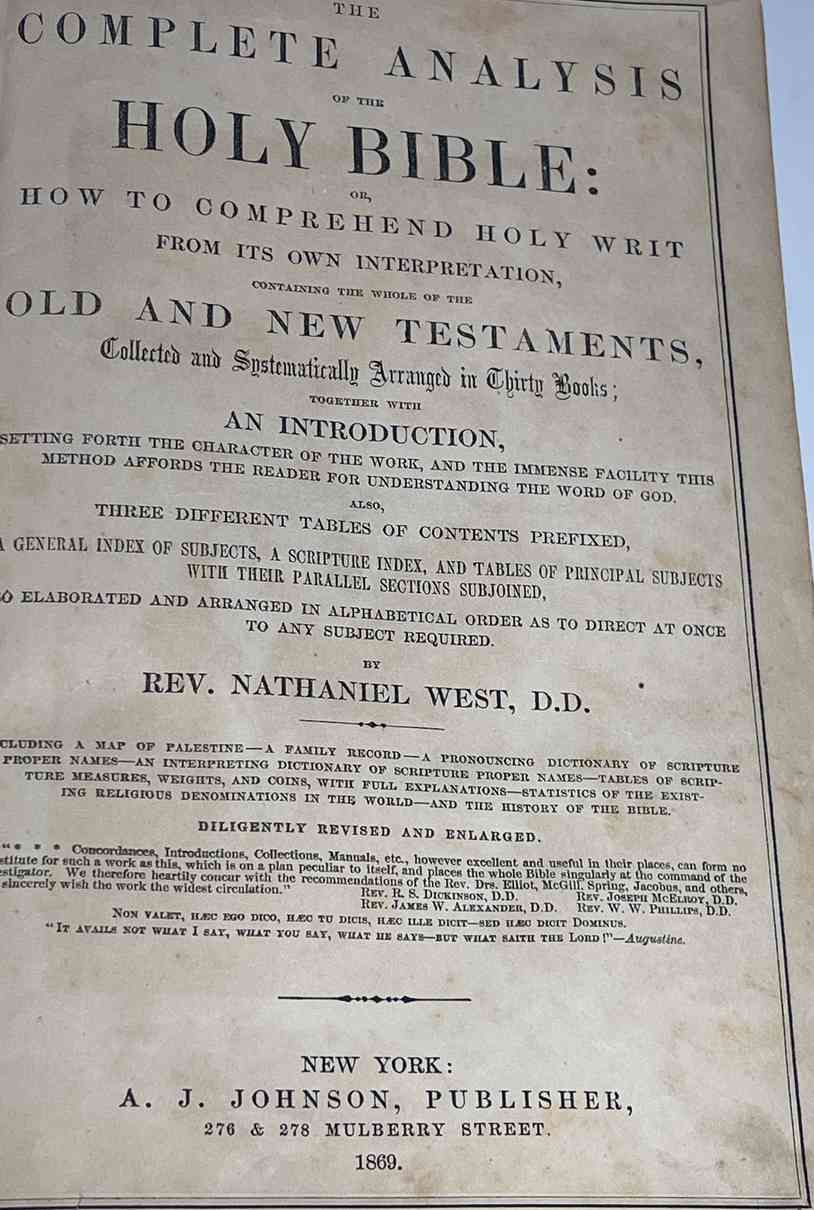 THE
COMPLETE ANALYSIS
OF THE
HOLY BIBLE:
OR,
HOW TO COMPREHEND HOLY WRIT
FROM ITS OWN INTERPRETATION,
CONTAINING THE WHOLE OF THE
OLD AND NEW TESTAMENTS,
Collected and Systematically Arranged in Thirty Books;
TOGETHER WITH
AN INTRODUCTION,
SETTING FORTH THE CHARACTER OF THE WORK, AND THE IMMENSE FACILITY THIS
METHOD AFFORDS THE READER FOR UNDERSTANDING THE WORD OF GOD.
ALSO,
THREE DIFFERENT TABLES OF CONTENTS PREFIXED,
A GENERAL INDEX OF SUBJECTS, A SCRIPTURE INDEX, AND TABLES OF PRINCIPAL SUBJECTS
WITH THEIR PARALLEL SECTIONS SUBJOINED,
SO ELABORATED AND ARRANGED IN ALPHABETICAL ORDER AS TO DIRECT AT ONCE
TO ANY SUBJECT REQUIRED.
BY
REV. NATHANIEL WEST, D.D.
CLUDING A MAP OF PALESTINE—A FAMILY RECORD—A PRONOUNCING DICTIONARY OF SCRIPTURE
PROPER NAMES—AN INTERPRETING DICTIONARY OF SCRIPTURE PROPER NAMES—TABLES OF SCRIP-
TURE MEASURES, WEIGHTS, AND COINS, WITH FULL EXPLANATIONS—STATISTICS OF THE EXIST-
ING RELIGIOUS DENOMINATIONS IN THE WORLD—AND THE HISTORY OF THE BIBLE.
DILIGENTLY REVISED AND ENLARGED.
"* * * Concordances, Introductions, Collections, Manuals, etc., however excellent and useful in their places, can form no
stitute for such a work as this, which is on a plan peculiar to itself, and places the whole Bible singularly at the command of the
estigator. We therefore heartily concur with the recommendations of the Rev. Drs. Elliot, McGill, Spring, Jacobus, and others,
sincerely wish the work the widest circulation."
REV. R. S. DICKINSON, D.D. REV. JOSEPH MCELROY, D.D.
REV. JAMES W. ALEXANDER, D.D. REV. W. W. PHILLIPS, D.D.
NON VALET, HÆC EGO DICO, HÆC TU DICIS, HÆC ILLE DICIT—SED HÆC DICIT DOMINUS.
"IT AVAILS NOT WHAT I SAY, WHAT YOU SAY, WHAT HE SAYS—BUT WHAT SAITH THE LORD!"—Augustine.
NEW YORK:
A. J. JOHNSON, PUBLISHER,
276 & 278 MULBERRY STREET.
1869.